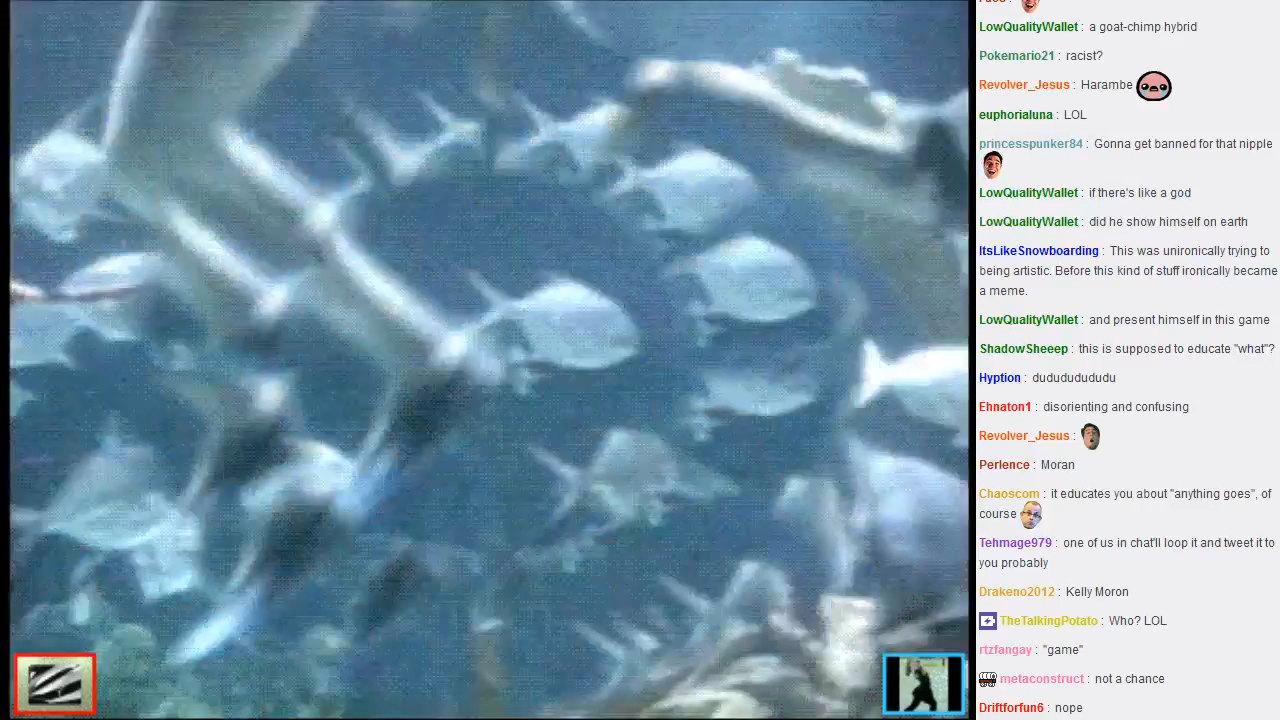 LowQualityWallet : a goat-chimp hybrid
Pokemario21 : racist?
Revolver_Jesus : Harambe
euphorialuna : LOL
princesspunker84 : Gonna get banned for that nipple
LowQualityWallet : if there's like a god
LowQualityWallet : did he show himself on earth
ItsLikeSnowboarding : This was unironically trying to
being artistic. Before this kind of stuff ironically became
a meme.
LowQualityWallet : and present himself in this game
ShadowSheeep : this is supposed to educate "what"?
Hyption : dudududududu
Ehnaton1 : disorienting and confusing
Revolver_Jesus :
Perlence : Moran
Chaoscom : it educates you about "anything goes", of
course
Tehmage979 : one of us in chat'll loop it and tweet it to
you probably
Drakeno2012 : Kelly Moron
TheTalkingPotato : Who? LOL
rtzfangay : "game"
metaconstruct : not a chance
Driftforfun6 : nope